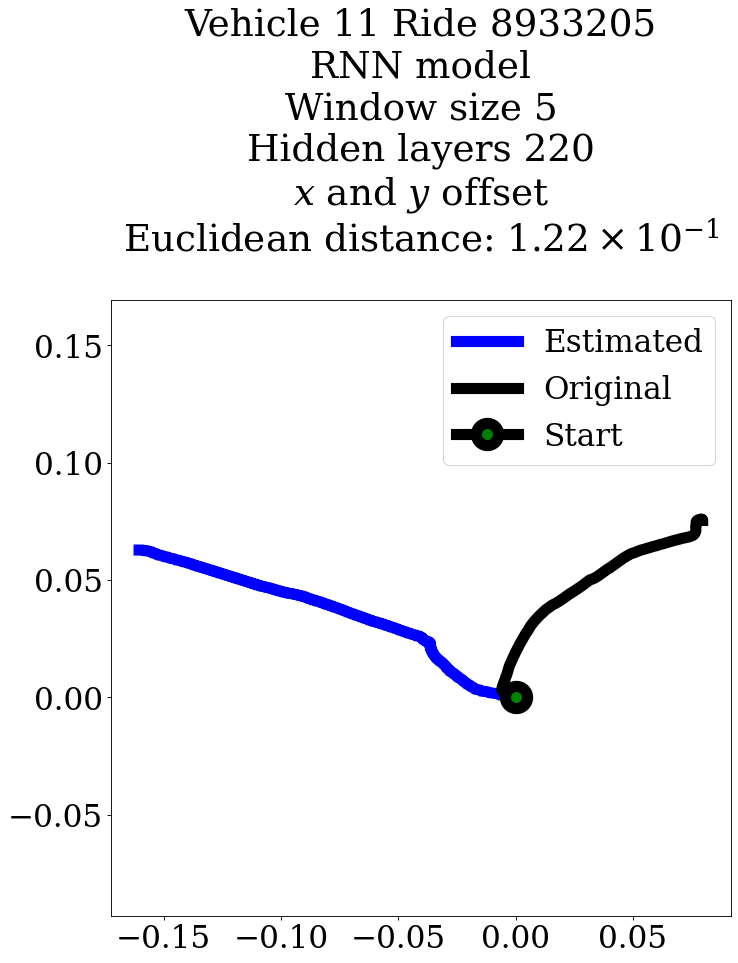 Vehicle 11 Ride 8933205
RNN model
Window size 5
Hidden layers 220
x and y offset
Euclidean distance: 1.22 × 10⁻¹
Estimated
Original
Start
0.15
0.10
0.05
0.00
−0.05
−0.15 −0.10 −0.05 0.00 0.05